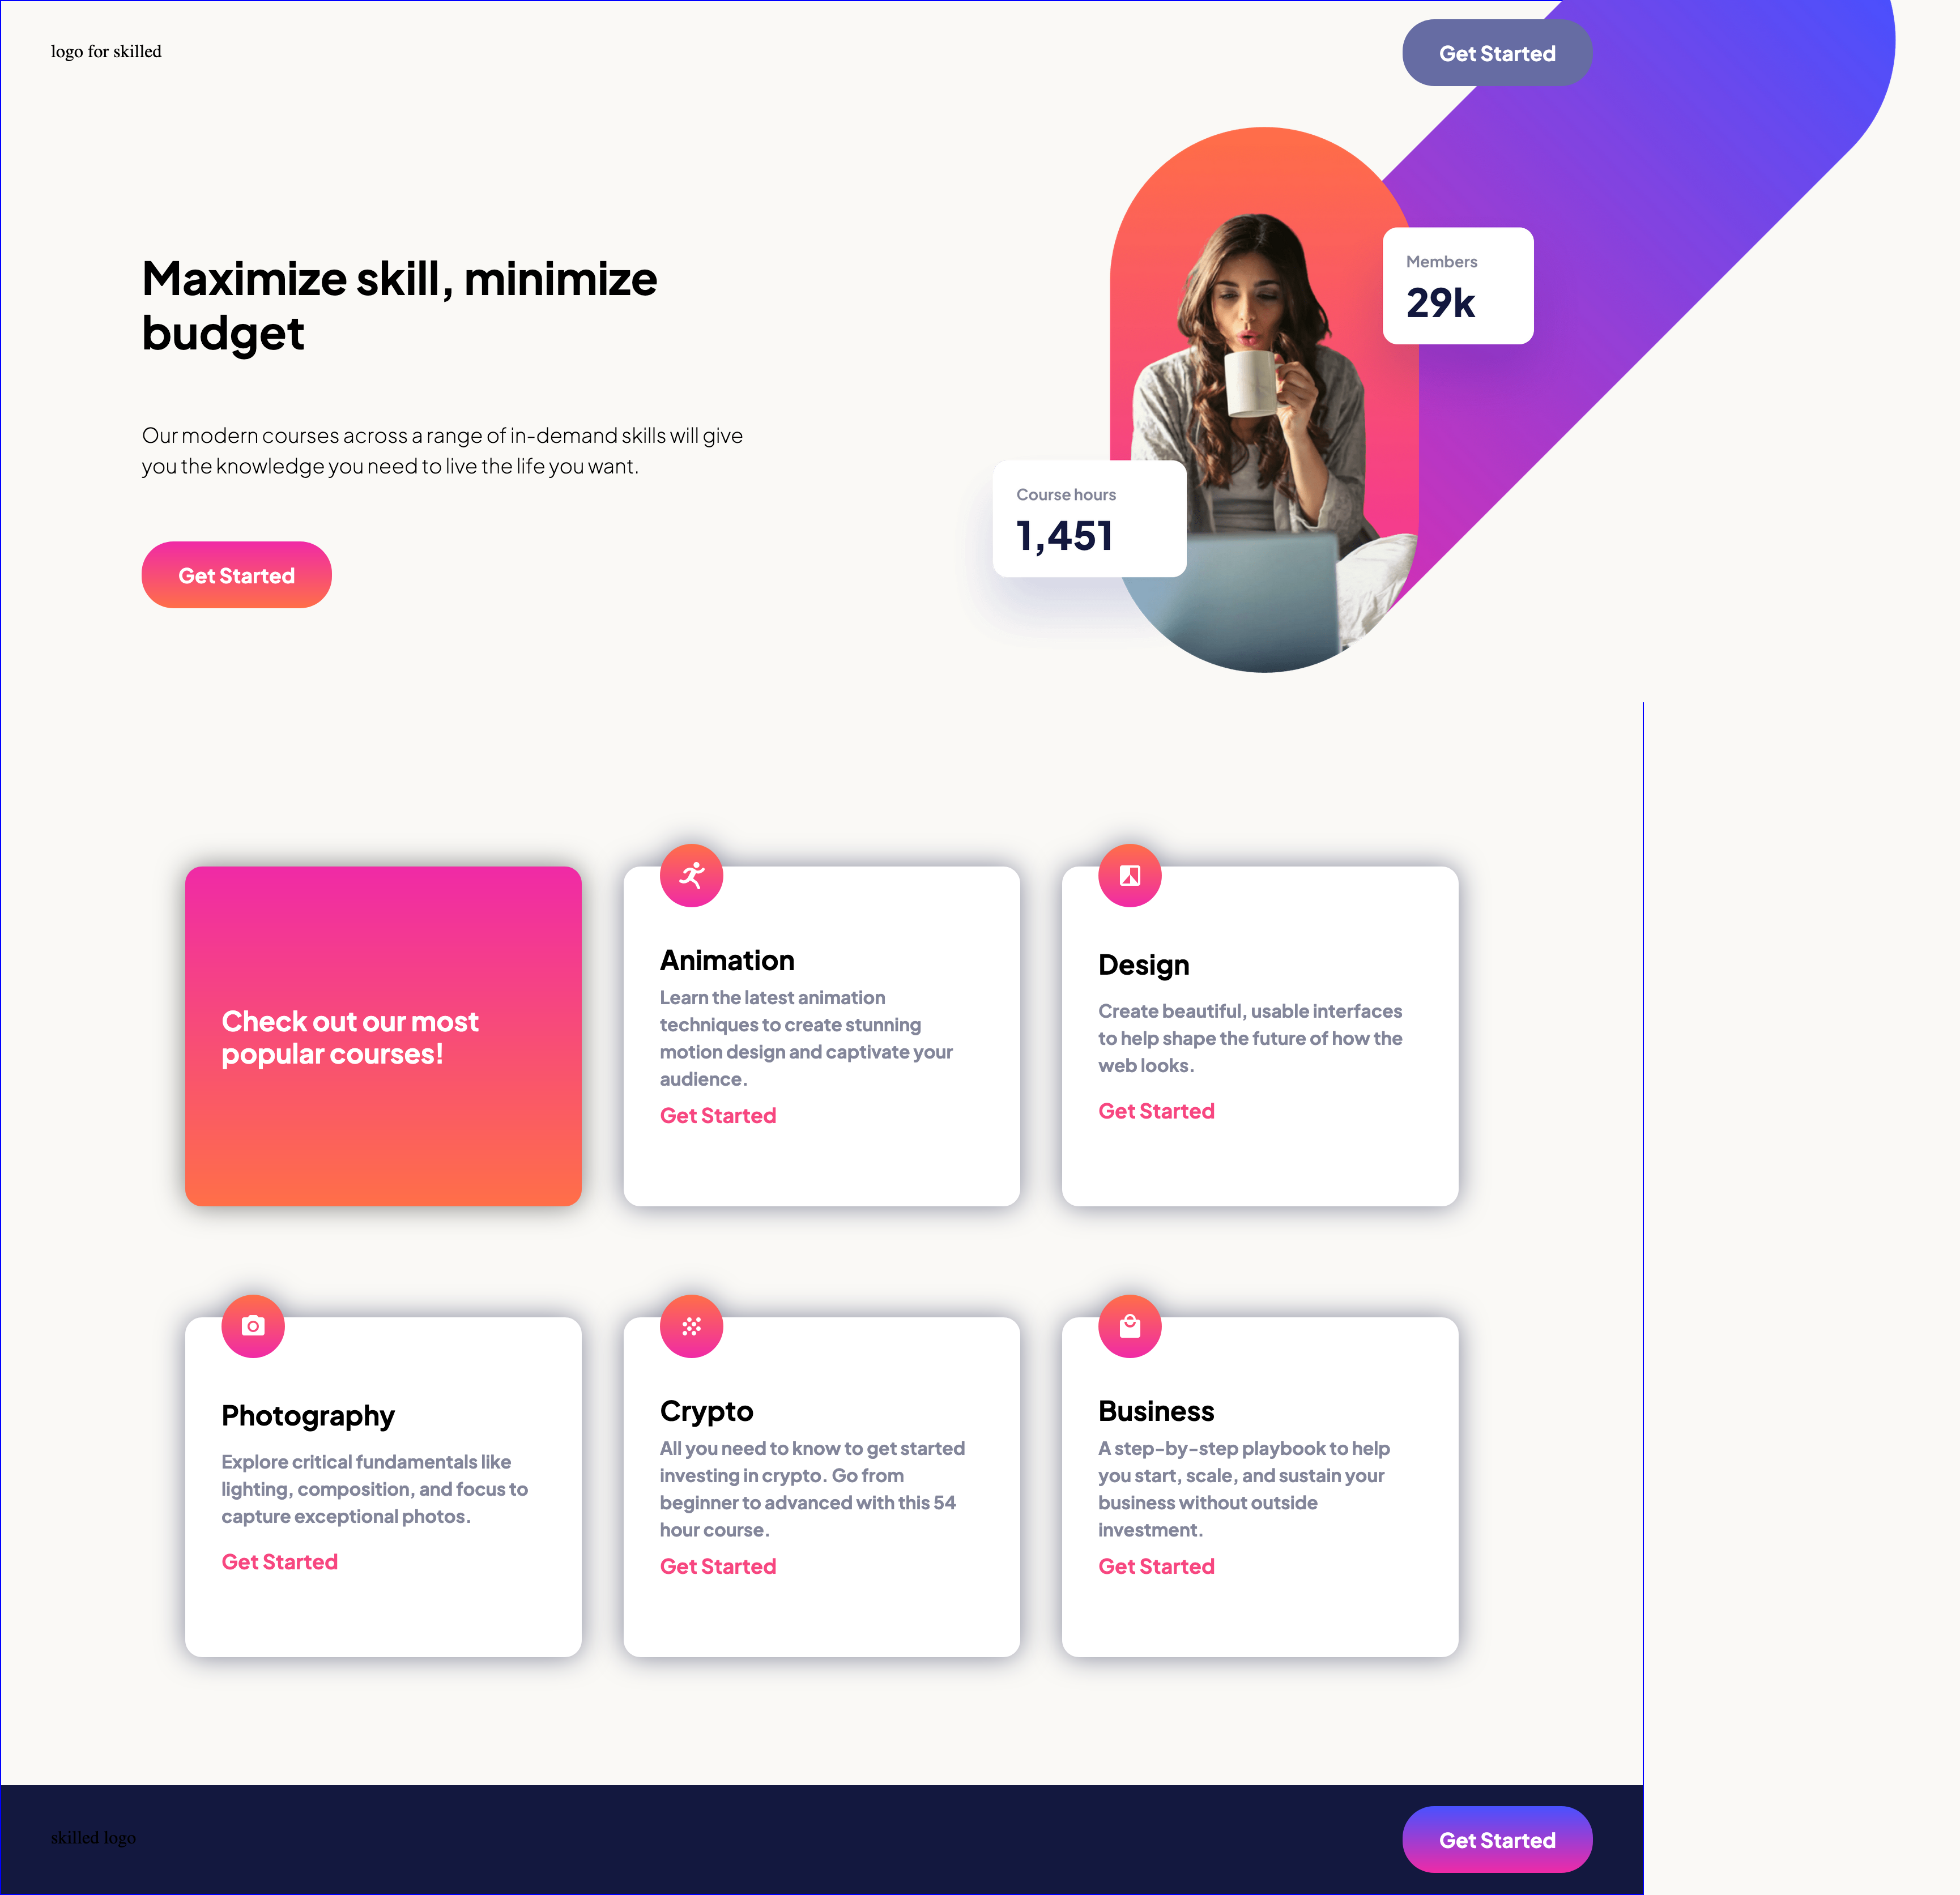 logo for skilled
Get Started
Maximize skill, minimize
budget
Our modern courses across a range of in-demand skills will give
you the knowledge you need to live the life you want.
Get Started
Members
29k
Course hours
1,451
Check out our most
popular courses!
Animation
Learn the latest animation
techniques to create stunning
motion design and captivate your
audience.
Get Started
Design
Create beautiful, usable interfaces
to help shape the future of how the
web looks.
Get Started
Photography
Explore critical fundamentals like
lighting, composition, and focus to
capture exceptional photos.
Get Started
Crypto
All you need to know to get started
investing in crypto. Go from
beginner to advanced with this 54
hour course.
Get Started
Business
A step-by-step playbook to help
you start, scale, and sustain your
business without outside
investment.
Get Started
skilled logo
Get Started